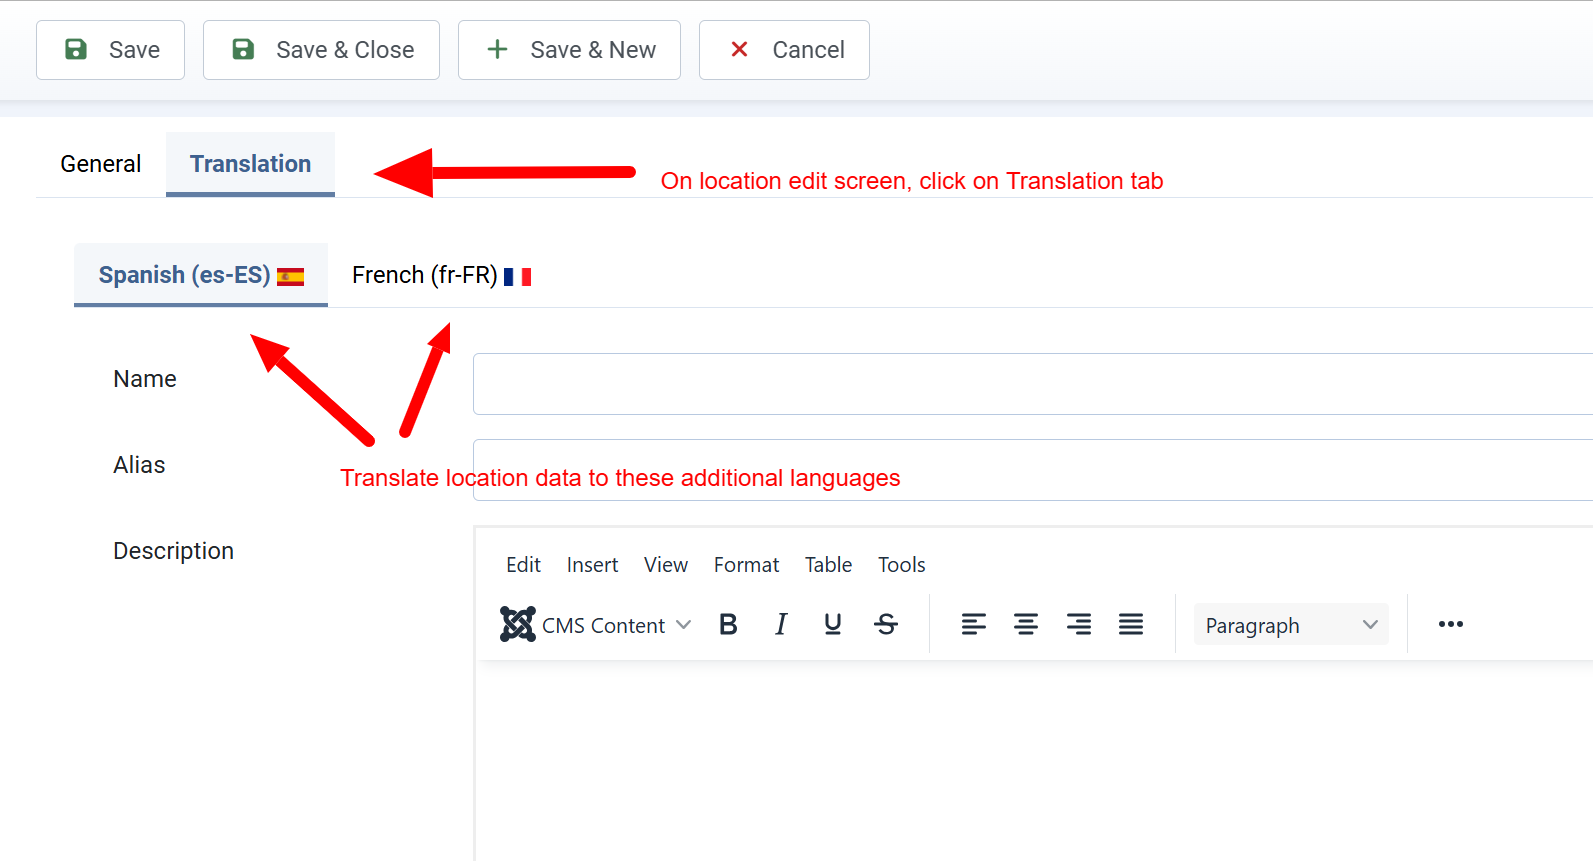 Save Save & Close Save & New Cancel
General Translation
On location edit screen, click on Translation tab
Spanish (es-ES) French (fr-FR)
Name
Alias
Translate location data to these additional languages
Description
Edit Insert View Format Table Tools
CMS Content B I U S Paragraph